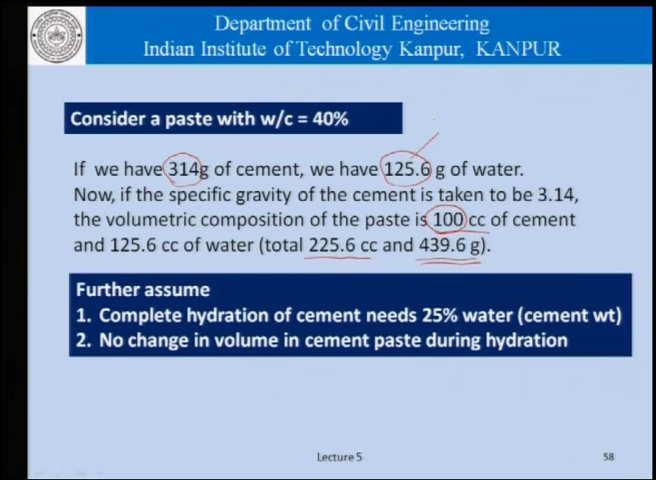 Department of Civil Engineering
Indian Institute of Technology Kanpur, KANPUR
Consider a paste with w/c = 40%
If we have 314g of cement, we have 125.6 g of water.
Now, if the specific gravity of the cement is taken to be 3.14,
the volumetric composition of the paste is 100 cc of cement
and 125.6 cc of water (total 225.6 cc and 439.6 g).
Further assume
1. Complete hydration of cement needs 25% water (cement wt)
2. No change in volume in cement paste during hydration
Lecture 5
58